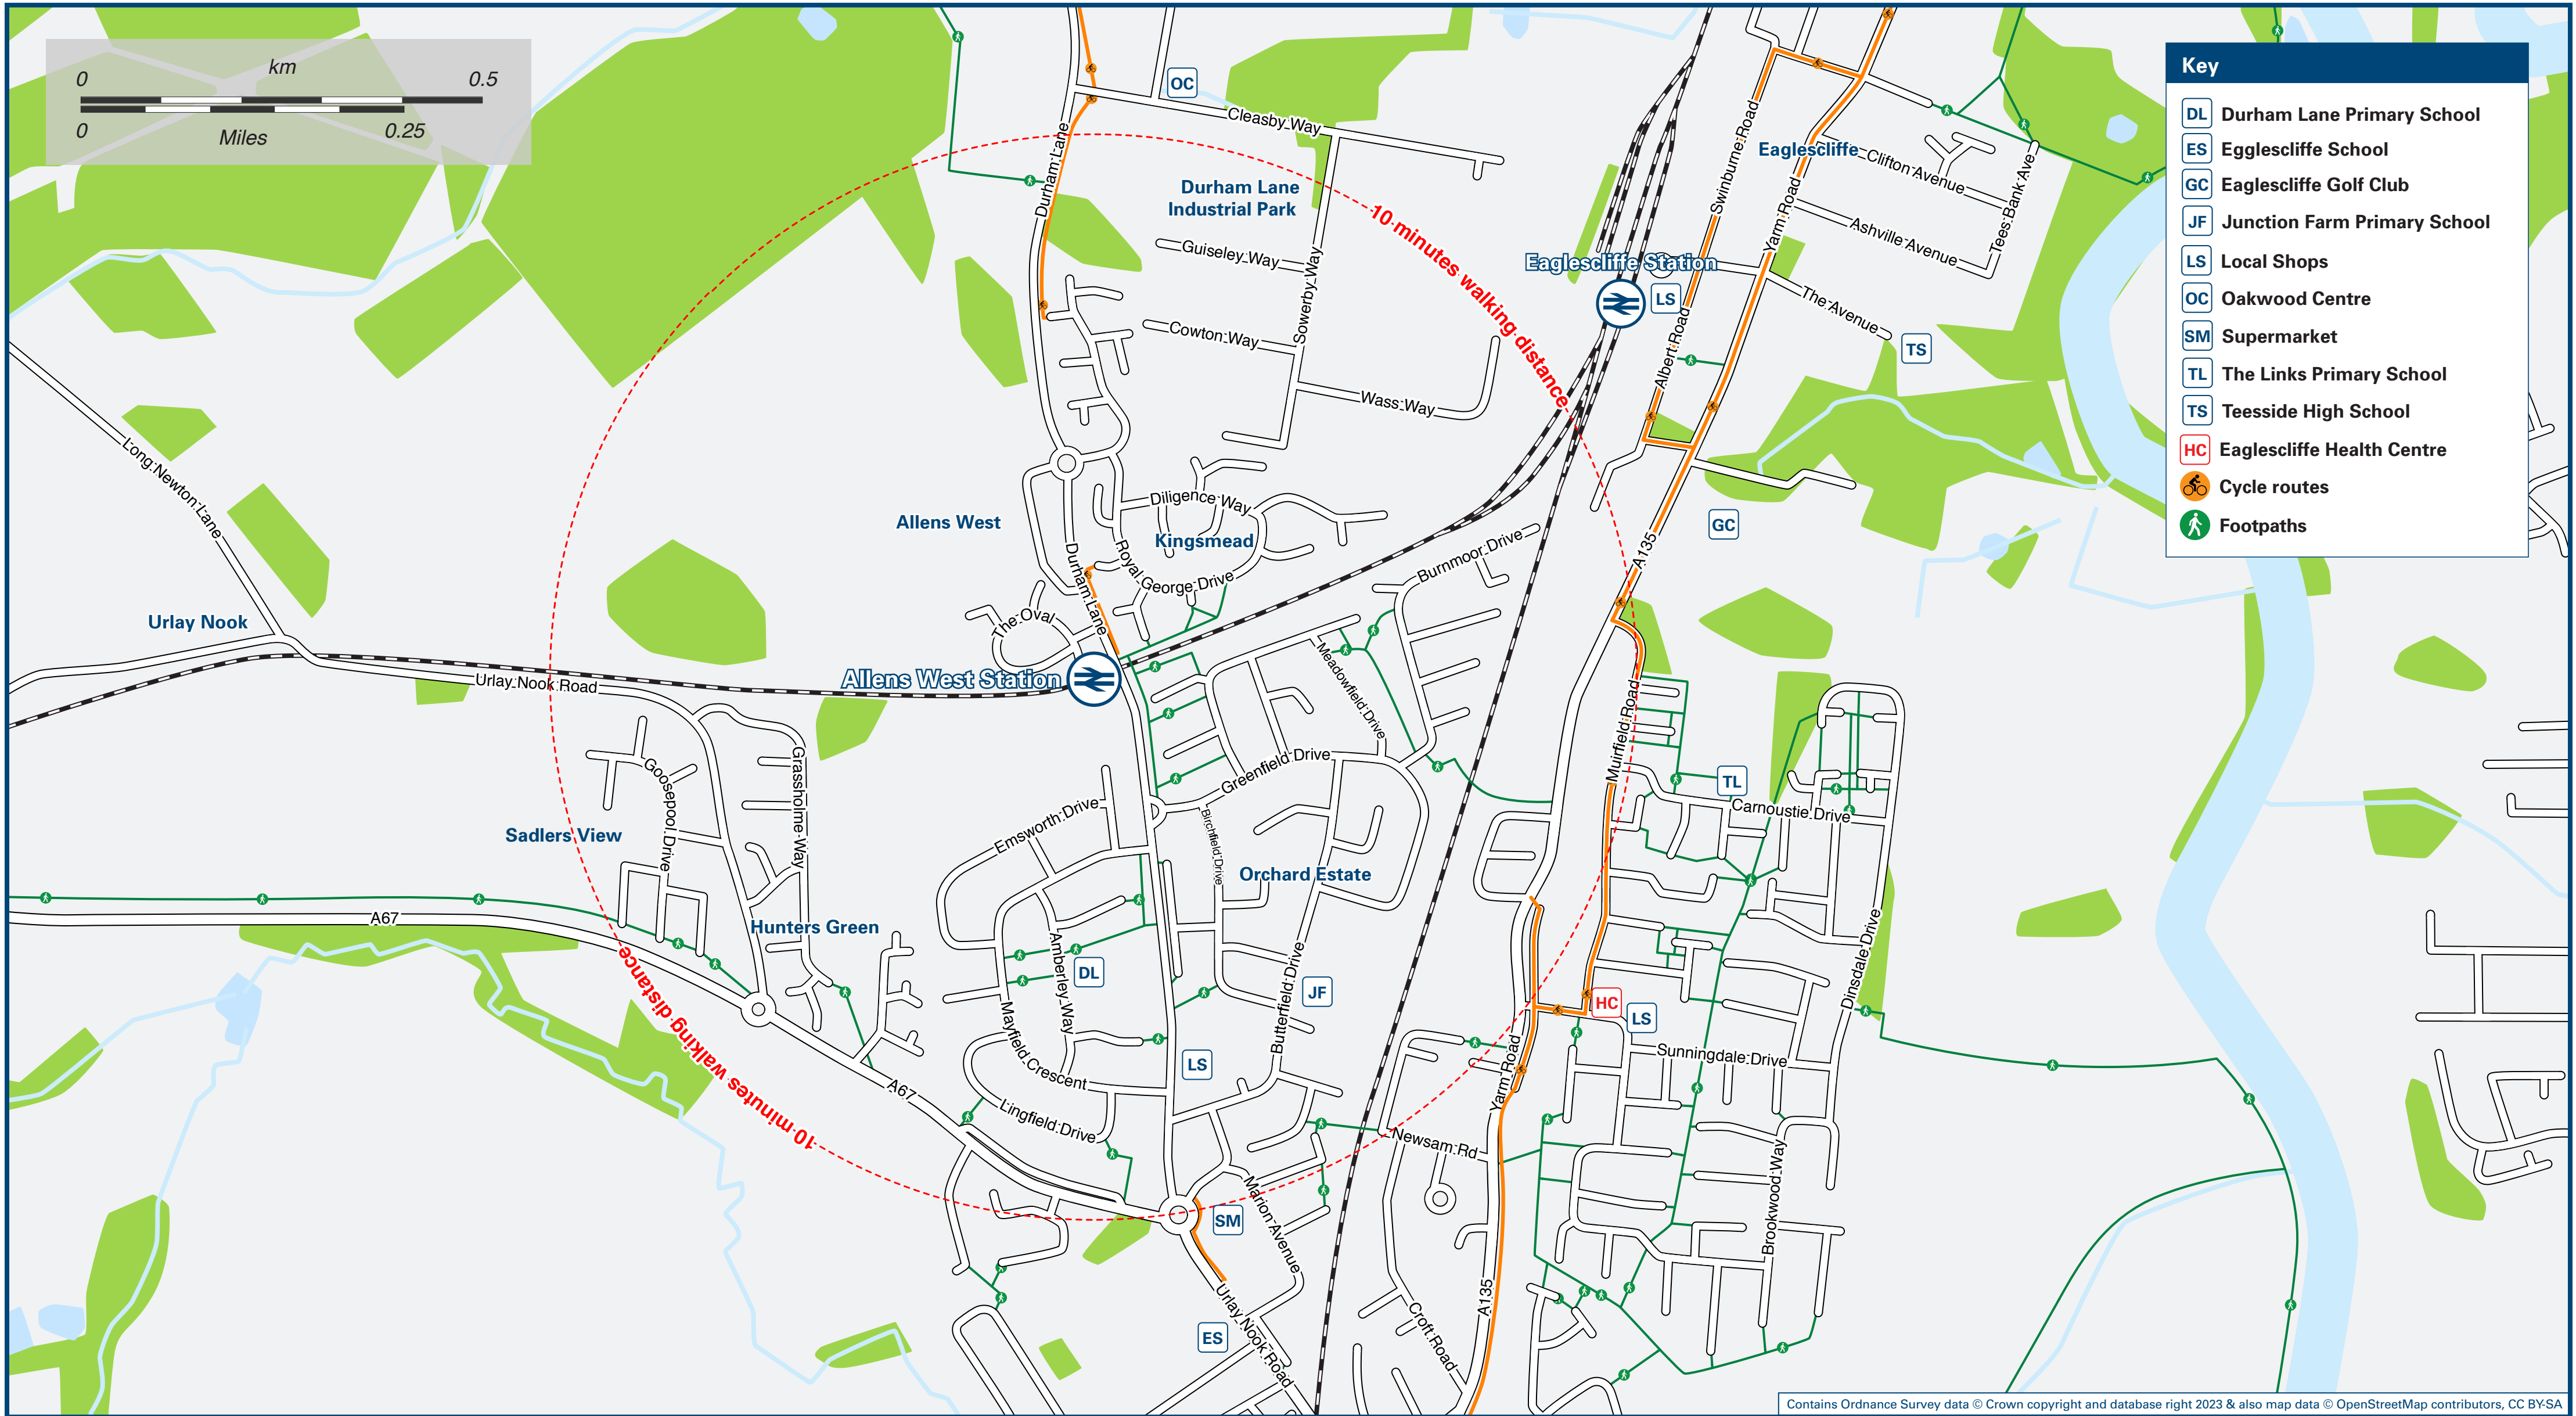 km
0
0.5
0
0.25
Miles
Key
DL Durham Lane Primary School
ES Egglescliffe School
GC Eaglescliffe Golf Club
JF Junction Farm Primary School
LS Local Shops
OC Oakwood Centre
SM Supermarket
TL The Links Primary School
TS Teesside High School
HC Eaglescliffe Health Centre
Cycle routes
Footpaths
OC
Cleasby Way
Durham Lane
Durham Lane
Industrial Park
Guiseley Way
Sowerby Way
Cowton Way
Wass Way
10 minutes walking distance
Swinburne Road
Eaglescliffe
Clifton Avenue
Yarm Road
Ashville Avenue
Tees Bank Ave
Eaglescliffe Station
LS
The Avenue
TS
Albert Road
Long Newton Lane
Allens West
Diligence Way
Kingsmead
Royal George Drive
Durham Lane
The Oval
Burnmoor Drive
A135
GC
Urlay Nook
Allens West Station
Urlay Nook Road
Meadowfield Drive
Muirfield Road
Goosepool Drive
Grassholme Way
Greenfield Drive
TL
Carnoustie Drive
Emsworth Drive
Birchfield Drive
Sadlers View
Orchard Estate
A67
Hunters Green
Amberley Way
DL
JF
Butterfield Drive
Dinsdale Drive
HC
LS
Mayfield Crescent
LS
Sunningdale Drive
Yarm Road
10 minutes walking distance
A67
Lingfield Drive
Newsam Rd
Marion Avenue
SM
Brookwood Way
ES
Urlay Nook Road
Croft Road
A135
Contains Ordnance Survey data © Crown copyright and database right 2023 & also map data © OpenStreetMap contributors, CC BY-SA